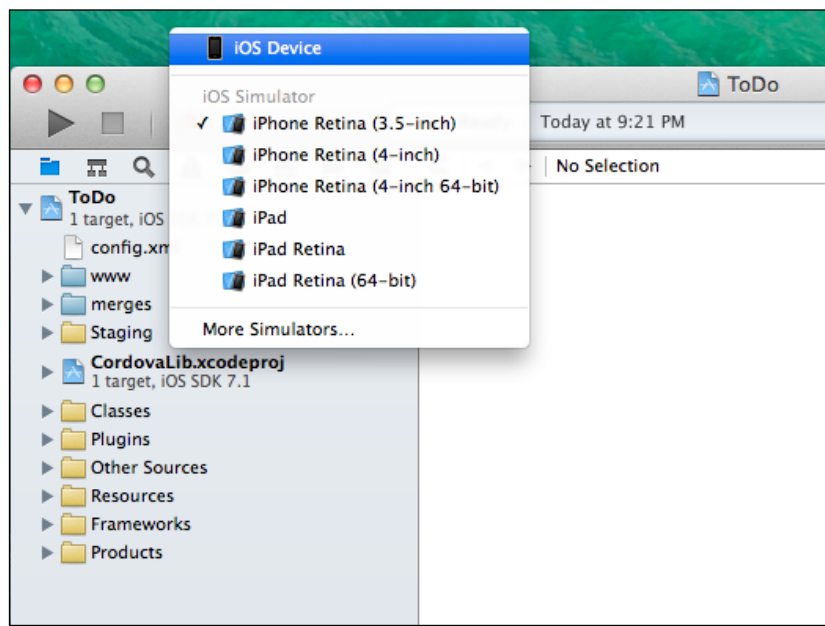 iOS Device
iOS Simulator
✓ iPhone Retina (3.5-inch)
iPhone Retina (4-inch)
iPhone Retina (4-inch 64-bit)
iPad
iPad Retina
iPad Retina (64-bit)
More Simulators...
ToDo
Today at 9:21 PM
No Selection
ToDo
1 target, iOS
config.xm
www
merges
Staging
CordovaLib.xcodeproj
1 target, iOS SDK 7.1
Classes
Plugins
Other Sources
Resources
Frameworks
Products